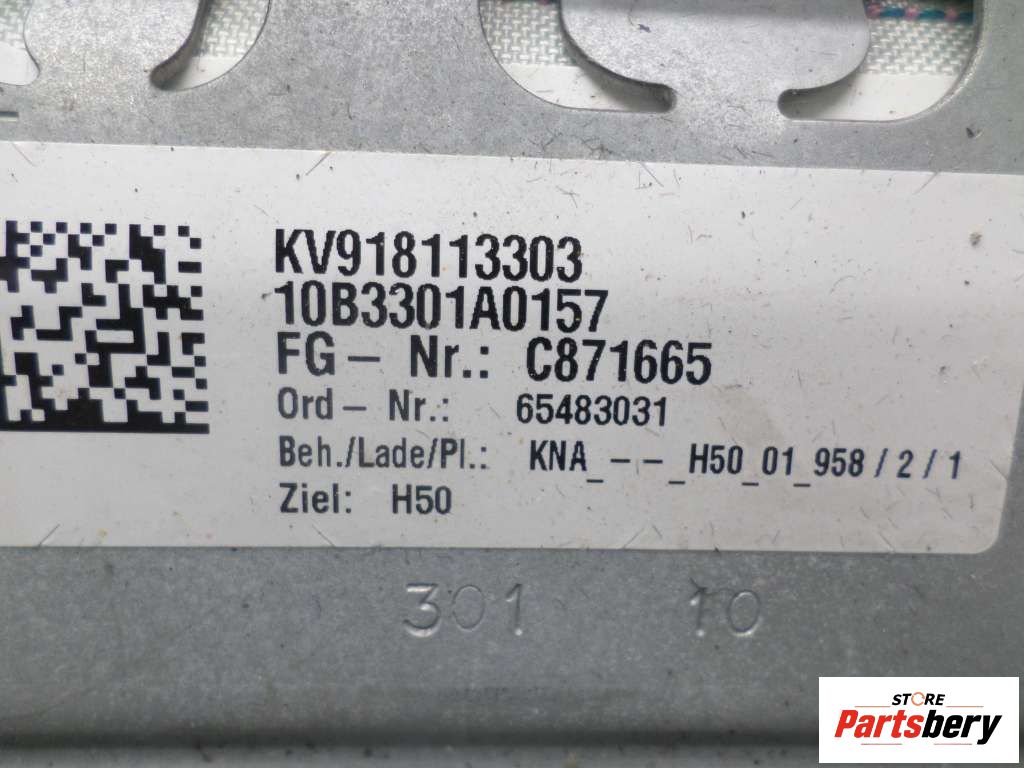 KV918113303
10B3301A0157
FG – Nr.: C871665
Ord – Nr.: 65483031
Beh./Lade/Pl.: KNA_ – – _H50_01_958 / 2 / 1
Ziel: H50
301 10
STORE
Partsbery